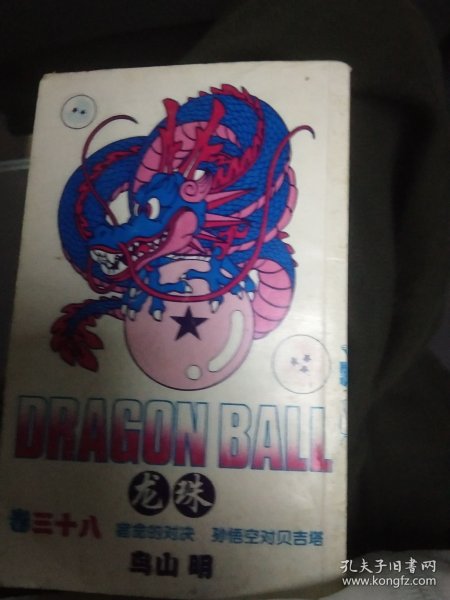 DRAGON BALL
龙珠
卷三十八 宿命的对决 孙悟空对贝吉塔
鸟山 明
孔夫子旧书网
www.kongfz.com